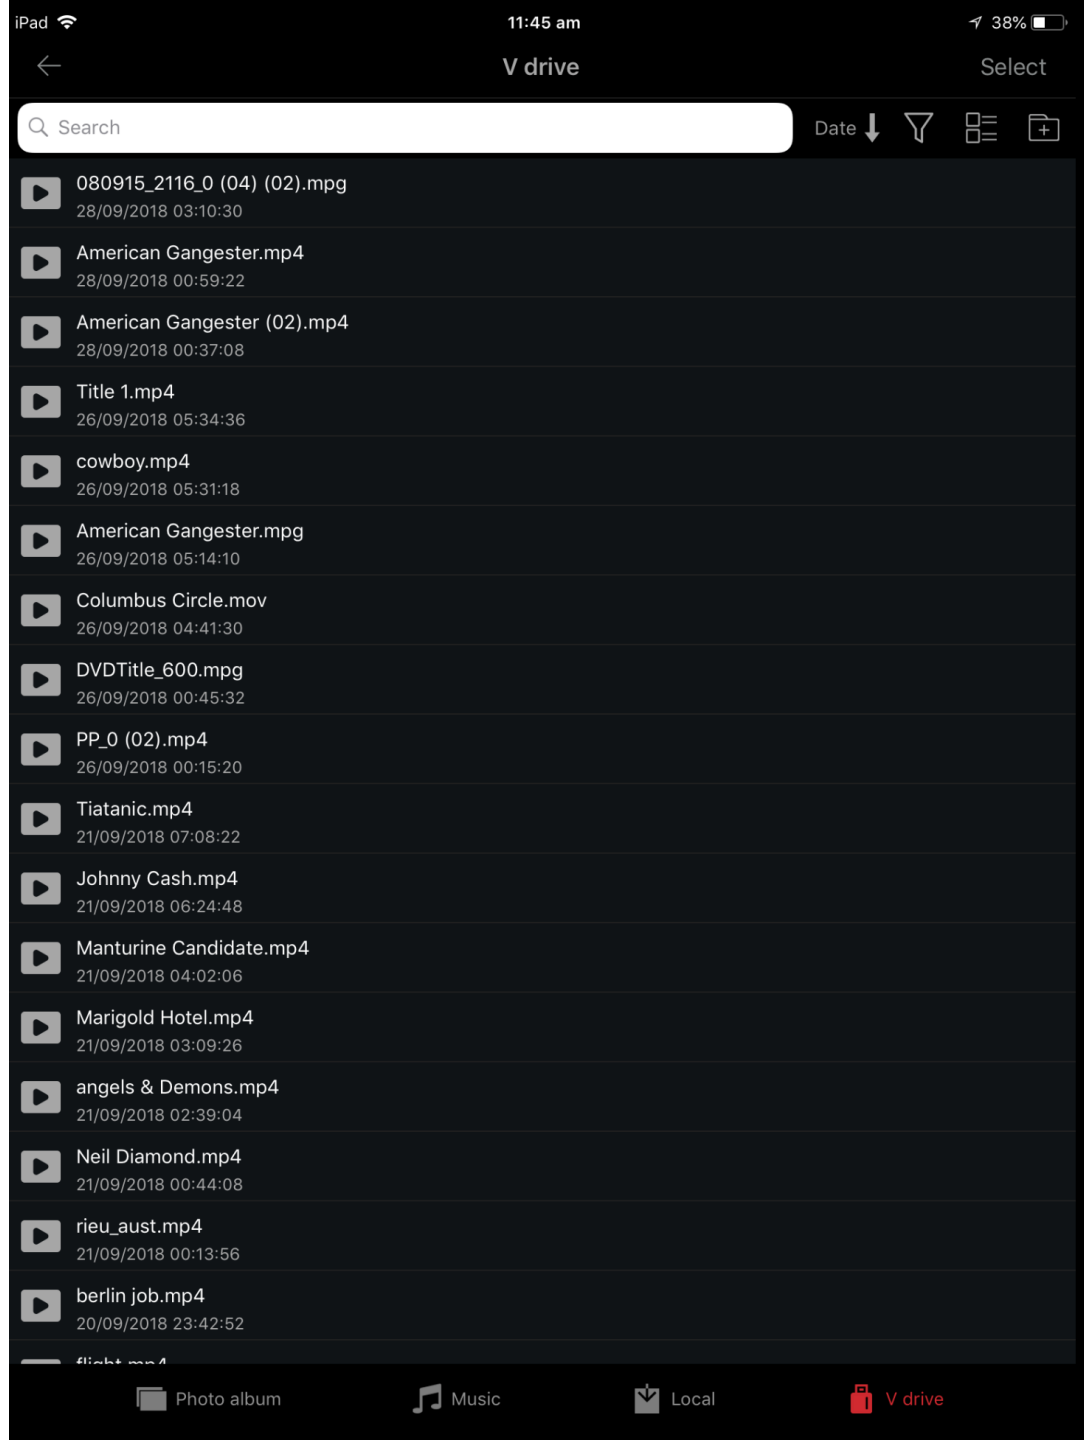 iPad 11:45 am 38%
V drive Select
Search Date
080915_2116_0 (04) (02).mpg
28/09/2018 03:10:30
American Gangester.mp4
28/09/2018 00:59:22
American Gangester (02).mp4
28/09/2018 00:37:08
Title 1.mp4
26/09/2018 05:34:36
cowboy.mp4
26/09/2018 05:31:18
American Gangester.mpg
26/09/2018 05:14:10
Columbus Circle.mov
26/09/2018 04:41:30
DVDTitle_600.mpg
26/09/2018 00:45:32
PP_0 (02).mp4
26/09/2018 00:15:20
Tiatanic.mp4
21/09/2018 07:08:22
Johnny Cash.mp4
21/09/2018 06:24:48
Manturine Candidate.mp4
21/09/2018 04:02:06
Marigold Hotel.mp4
21/09/2018 03:09:26
angels & Demons.mp4
21/09/2018 02:39:04
Neil Diamond.mp4
21/09/2018 00:44:08
rieu_aust.mp4
21/09/2018 00:13:56
berlin job.mp4
20/09/2018 23:42:52
flight.mp4
Photo album Music Local V drive